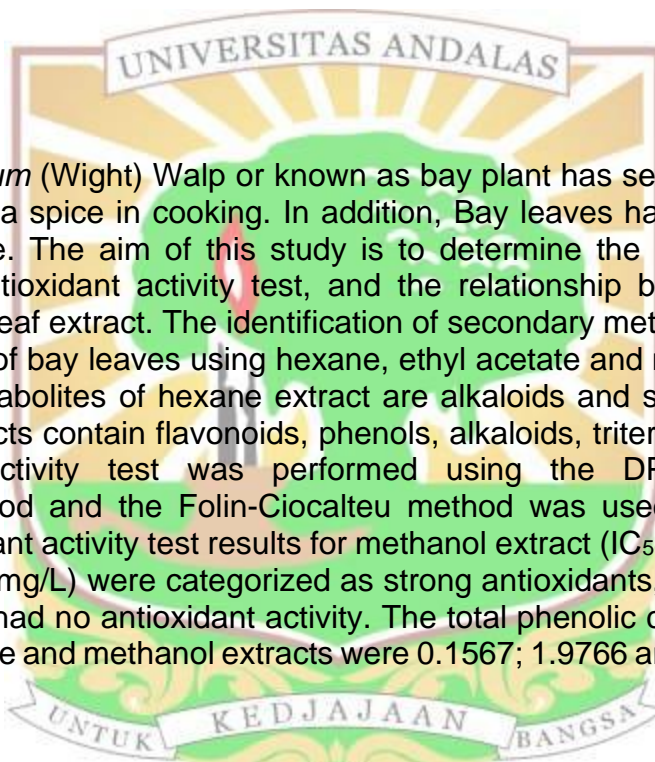 UNIVERSITAS ANDALAS
um (Wight) Walp or known as bay plant has se
a spice in cooking. In addition, Bay leaves ha
e. The aim of this study is to determine the
tioxidant activity test, and the relationship b
eaf extract. The identification of secondary met
of bay leaves using hexane, ethyl acetate and
abolites of hexane extract are alkaloids and s
cts contain flavonoids, phenols, alkaloids, triter
ctivity test was performed using the DP
od and the Folin-Ciocalteu method was used
ant activity test results for methanol extract (IC5
mg/L) were categorized as strong antioxidants.
had no antioxidant activity. The total phenolic c
e and methanol extracts were 0.1567; 1.9766 a
UNTUK KEDJAJAAN BANGSA